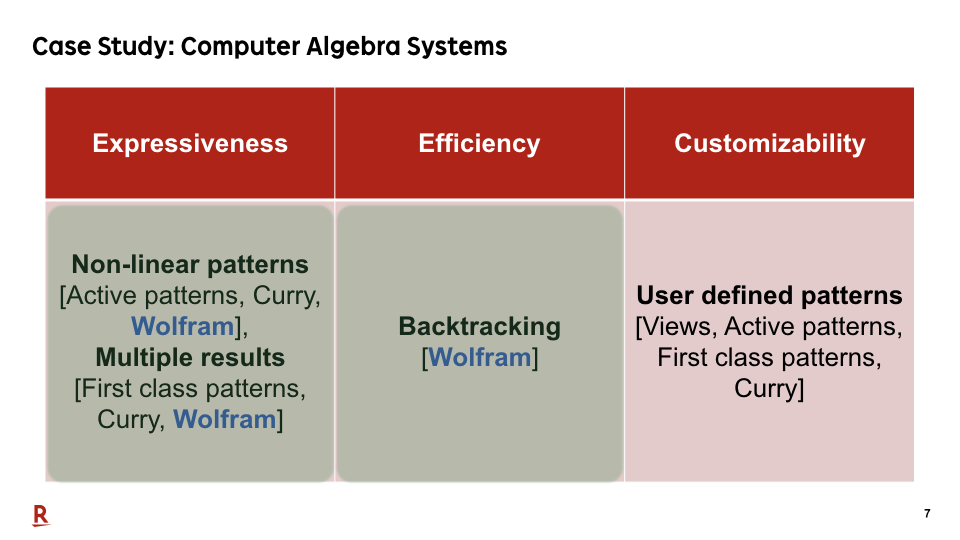 Case Study: Computer Algebra Systems
Expressiveness
Efficiency
Customizability
Non-linear patterns
[Active patterns, Curry,
Wolfram],
Multiple results
[First class patterns,
Curry, Wolfram]
Backtracking
[Wolfram]
User defined patterns
[Views, Active patterns,
First class patterns,
Curry]
R
7